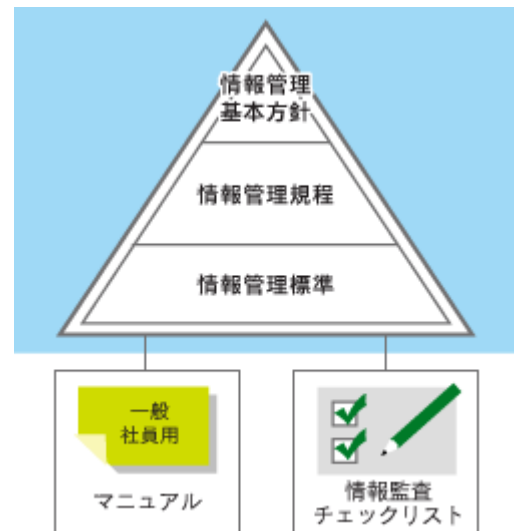 情報管理
基本方針
情報管理規程
情報管理標準
一般
社員用
マニュアル
情報監査
チェックリスト